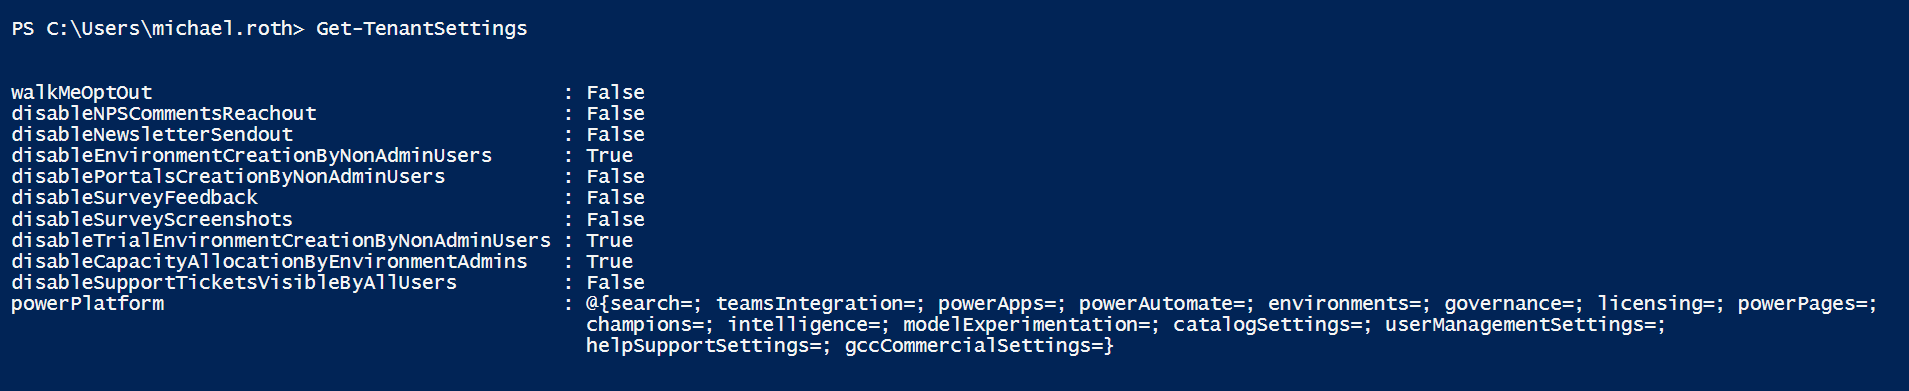 PS C:\Users\michael.roth> Get-TenantSettings
walkMeOptOut : False
disableNPSCommentsReachout : False
disableNewsletterSendout : False
disableEnvironmentCreationByNonAdminUsers : True
disablePortalsCreationByNonAdminUsers : False
disableSurveyFeedback : False
disableSurveyScreenshots : False
disableTrialEnvironmentCreationByNonAdminUsers : True
disableCapacityAllocationByEnvironmentAdmins : True
disableSupportTicketsVisibleByAllUsers : False
powerPlatform : @{search=; teamsIntegration=; powerApps=; powerAutomate=; environments=; governance=; licensing=; powerPages=;
champions=; intelligence=; modelExperimentation=; catalogSettings=; userManagementSettings=;
helpSupportSettings=; gccCommercialSettings=}